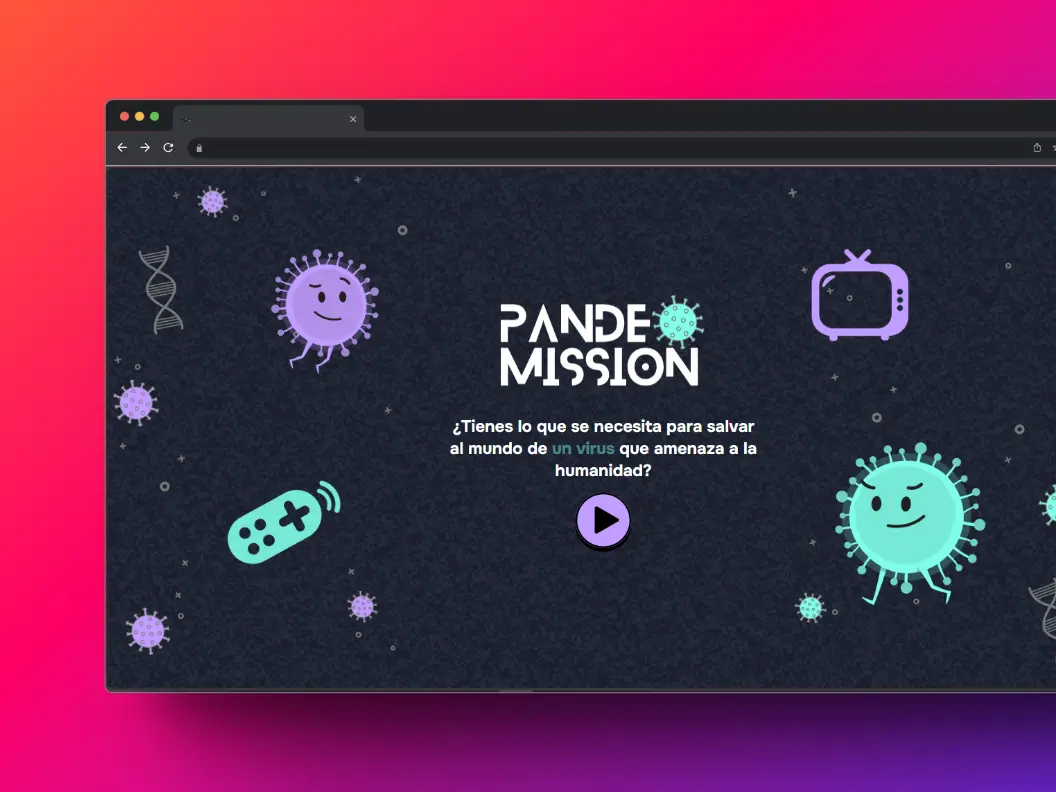 PANDE
MISSION
¿Tienes lo que se necesita para salvar
al mundo de un virus que amenaza a la
humanidad?